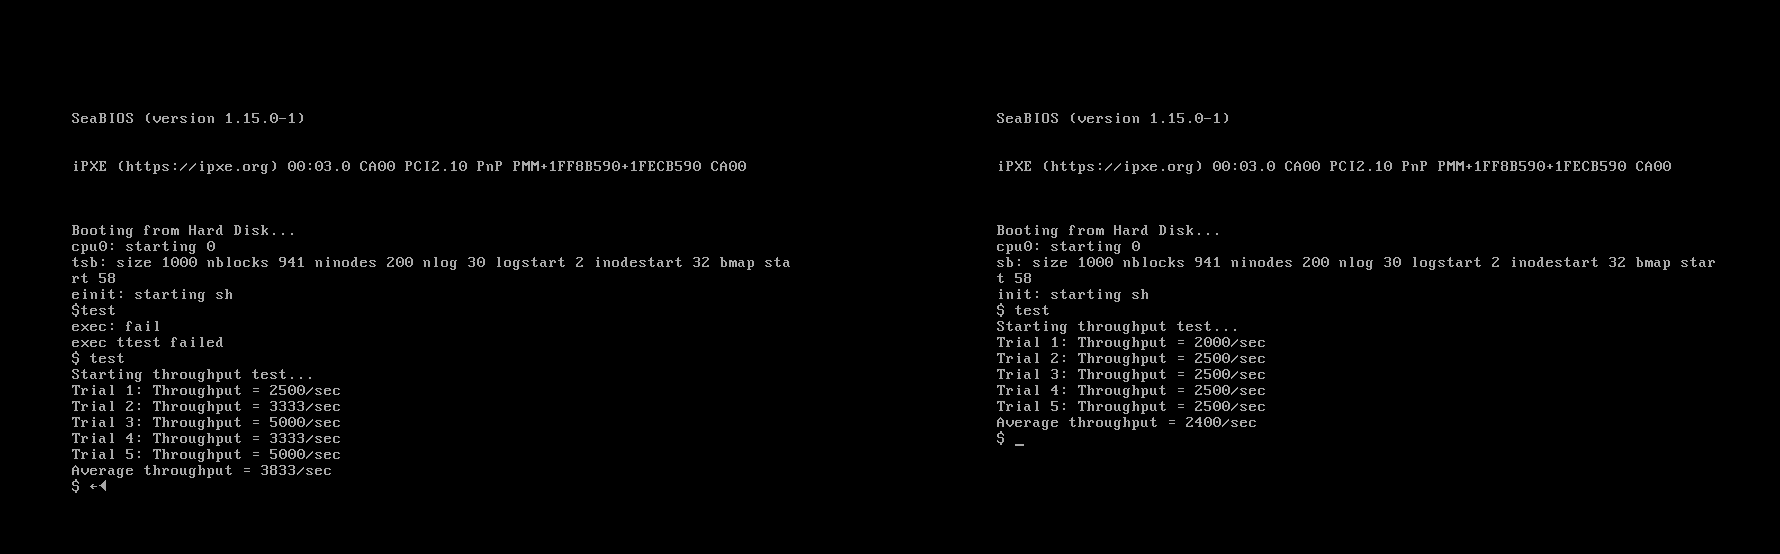 SeaBIOS (version 1.15.0-1)
iPXE (https://ipxe.org) 00:03.0 CA00 PCI2.10 PnP PMM+1FF8B590+1FECB590 CA00
Booting from Hard Disk...
cpu0: starting 0
tsb: size 1000 nblocks 941 ninodes 200 nlog 30 logstart 2 inodestart 32 bmap sta
rt 58
einit: starting sh
$test
exec: fail
exec ttest failed
$ test
Starting throughput test...
Trial 1: Throughput = 2500/sec
Trial 2: Throughput = 3333/sec
Trial 3: Throughput = 5000/sec
Trial 4: Throughput = 3333/sec
Trial 5: Throughput = 5000/sec
Average throughput = 3833/sec
$ ←◄
SeaBIOS (version 1.15.0-1)
iPXE (https://ipxe.org) 00:03.0 CA00 PCI2.10 PnP PMM+1FF8B590+1FECB590 CA00
Booting from Hard Disk...
cpu0: starting 0
sb: size 1000 nblocks 941 ninodes 200 nlog 30 logstart 2 inodestart 32 bmap star
t 58
init: starting sh
$ test
Starting throughput test...
Trial 1: Throughput = 2000/sec
Trial 2: Throughput = 2500/sec
Trial 3: Throughput = 2500/sec
Trial 4: Throughput = 2500/sec
Trial 5: Throughput = 2500/sec
Average throughput = 2400/sec
$ _